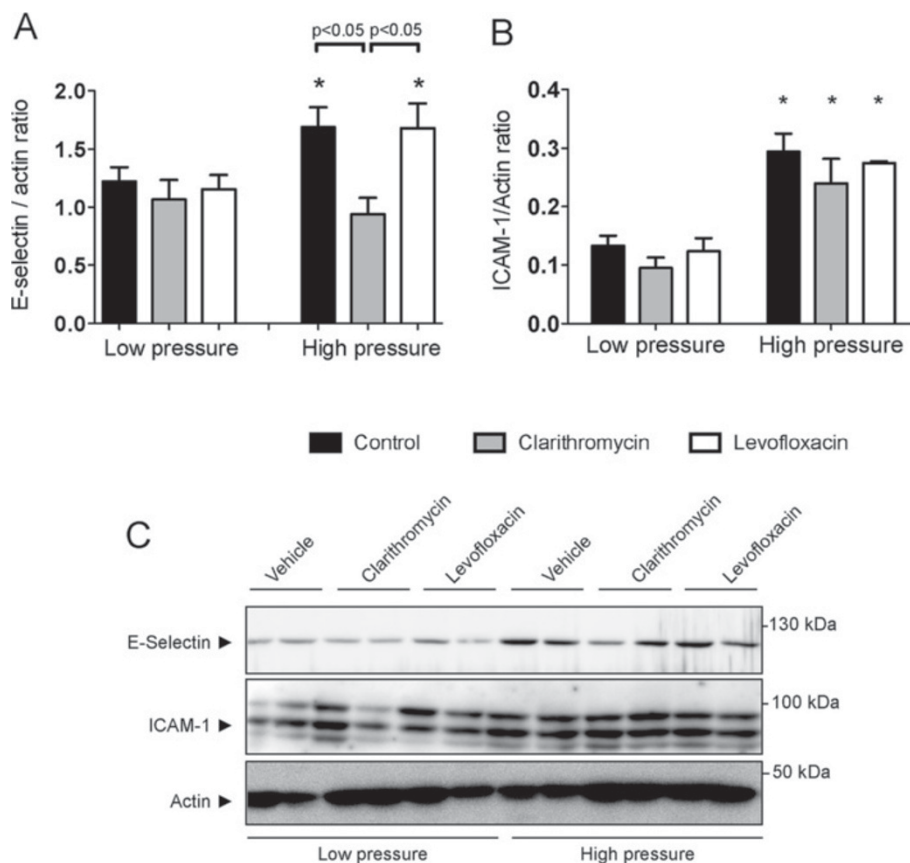 A
p<0.05 p<0.05
* *
E-selectin / actin ratio
2.0
1.5
1.0
0.5
0.0
Low pressure High pressure
B
* * *
ICAM-1/Actin ratio
0.4
0.3
0.2
0.1
0.0
Low pressure High pressure
Control Clarithromycin Levofloxacin
C
Vehicle Clarithromycin Levofloxacin Vehicle Clarithromycin Levofloxacin
E-Selectin ► 130 kDa
ICAM-1 ► 100 kDa
Actin ► 50 kDa
Low pressure High pressure